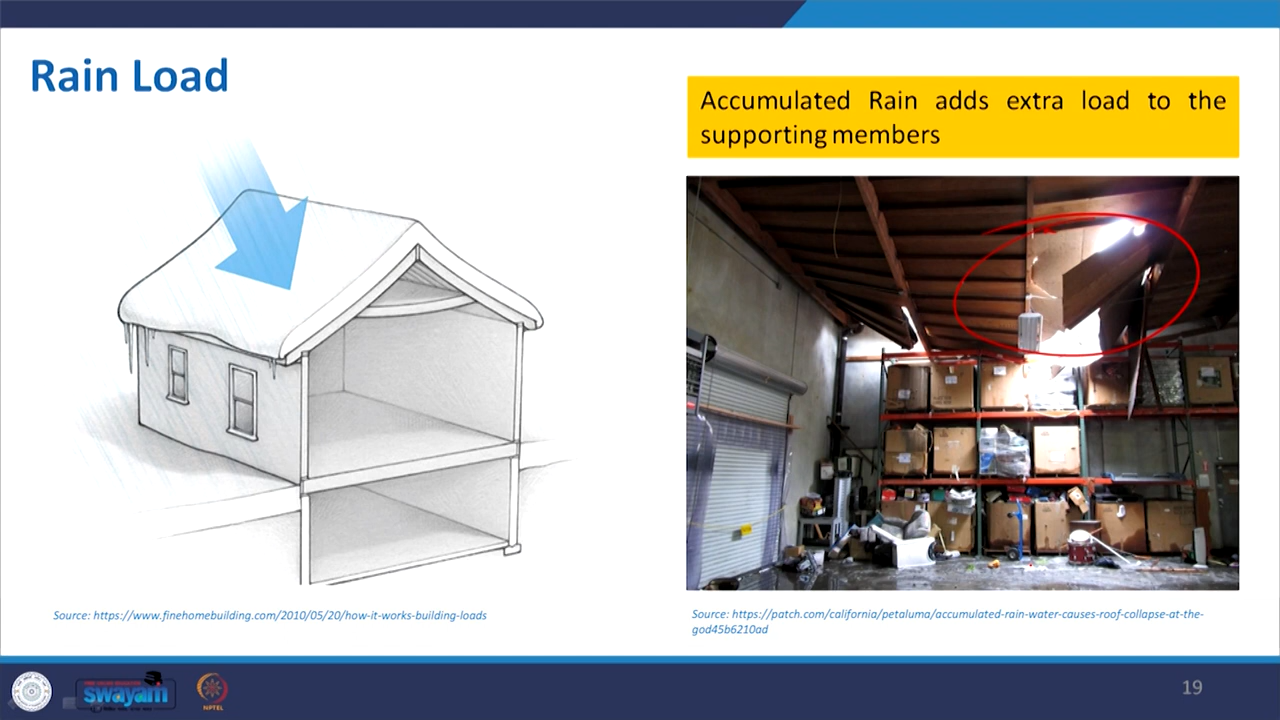 Rain Load
Accumulated Rain adds extra load to the
supporting members
Source: https://www.finehomebuilding.com/2010/05/20/how-it-works-building-loads
Source: https://patch.com/california/petaluma/accumulated-rain-water-causes-roof-collapse-at-the-
god45b6210ad
swayam
NPTEL
19